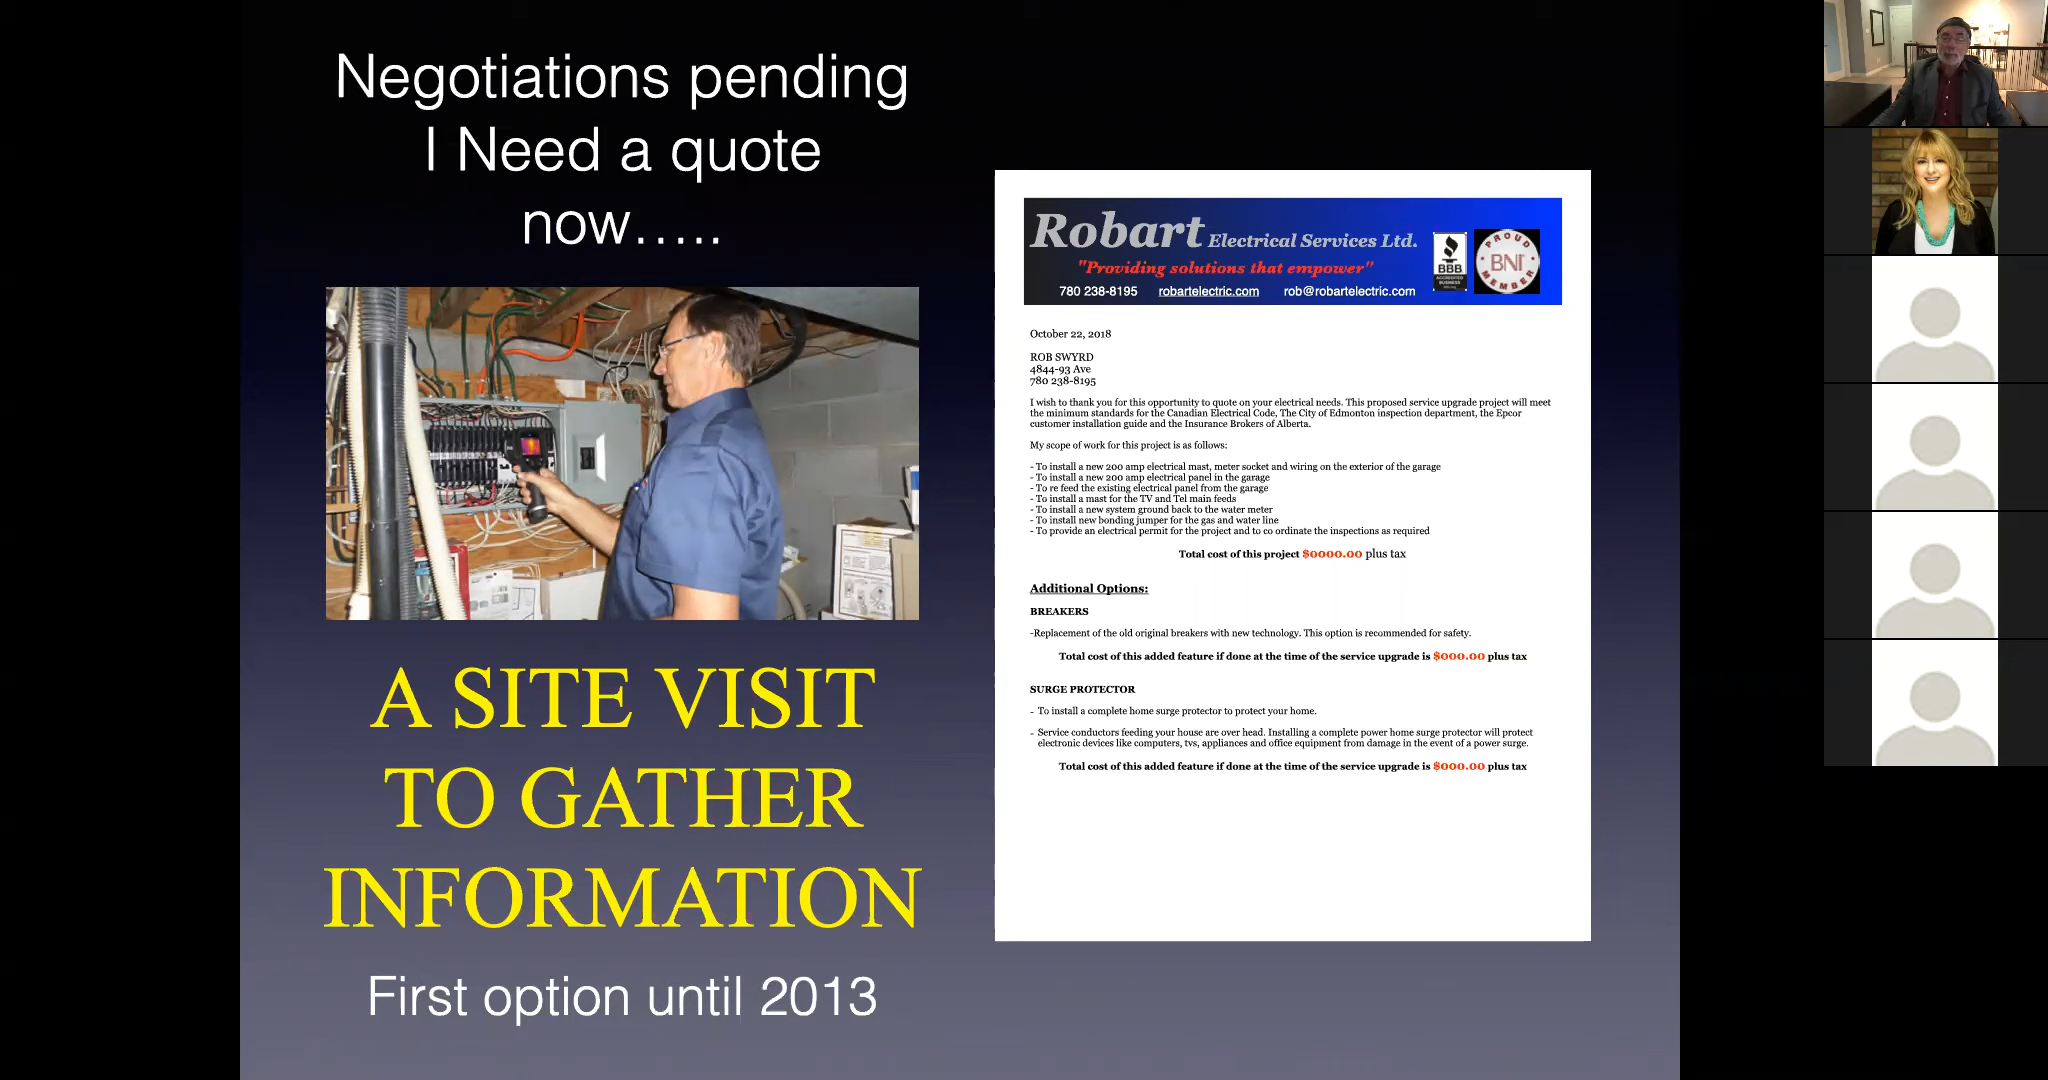 Negotiations pending
I Need a quote
now…..
A SITE VISIT
TO GATHER
INFORMATION
First option until 2013
Robart Electrical Services Ltd.
"Providing solutions that empower"
780 238-8195 robartelectric.com rob@robartelectric.com
BBB
ACCREDITED
BUSINESS
PROUD
BNI
MEMBER
October 22, 2018
ROB SWYRD
4844-93 Ave
780 238-8195
I wish to thank you for this opportunity to quote on your electrical needs. This proposed service upgrade project will meet
the minimum standards for the Canadian Electrical Code, The City of Edmonton inspection department, the Epcor
customer installation guide and the Insurance Brokers of Alberta.
My scope of work for this project is as follows:
- To install a new 200 amp electrical mast, meter socket and wiring on the exterior of the garage
- To install a new 200 amp electrical panel in the garage
- To re feed the existing electrical panel from the garage
- To install a mast for the TV and Tel main feeds
- To install a new system ground back to the water meter
- To install new bonding jumper for the gas and water line
- To provide an electrical permit for the project and to co ordinate the inspections as required
Total cost of this project $0000.00 plus tax
Additional Options:
BREAKERS
-Replacement of the old original breakers with new technology. This option is recommended for safety.
Total cost of this added feature if done at the time of the service upgrade is $000.00 plus tax
SURGE PROTECTOR
- To install a complete home surge protector to protect your home.
- Service conductors feeding your house are over head. Installing a complete power home surge protector will protect
electronic devices like computers, tvs, appliances and office equipment from damage in the event of a power surge.
Total cost of this added feature if done at the time of the service upgrade is $000.00 plus tax